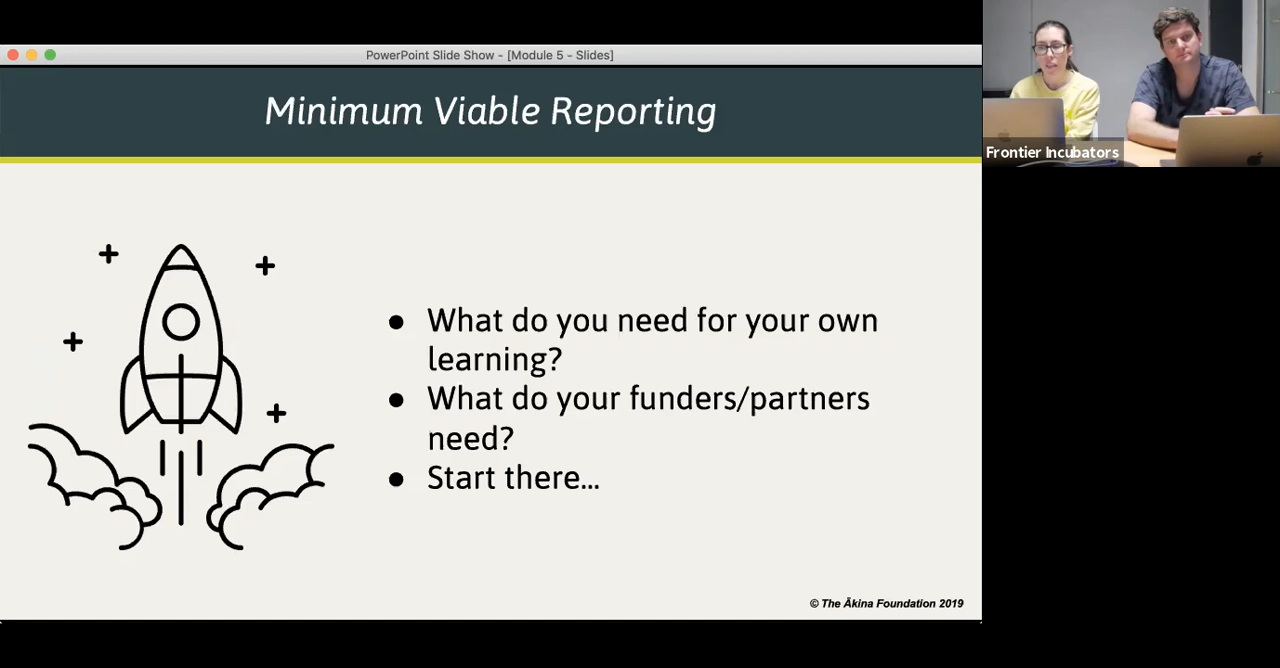 PowerPoint Slide Show - [Module 5 - Slides]
Minimum Viable Reporting
Frontier Incubators
● What do you need for your own
learning?
● What do your funders/partners
need?
● Start there...
© The Ākina Foundation 2019